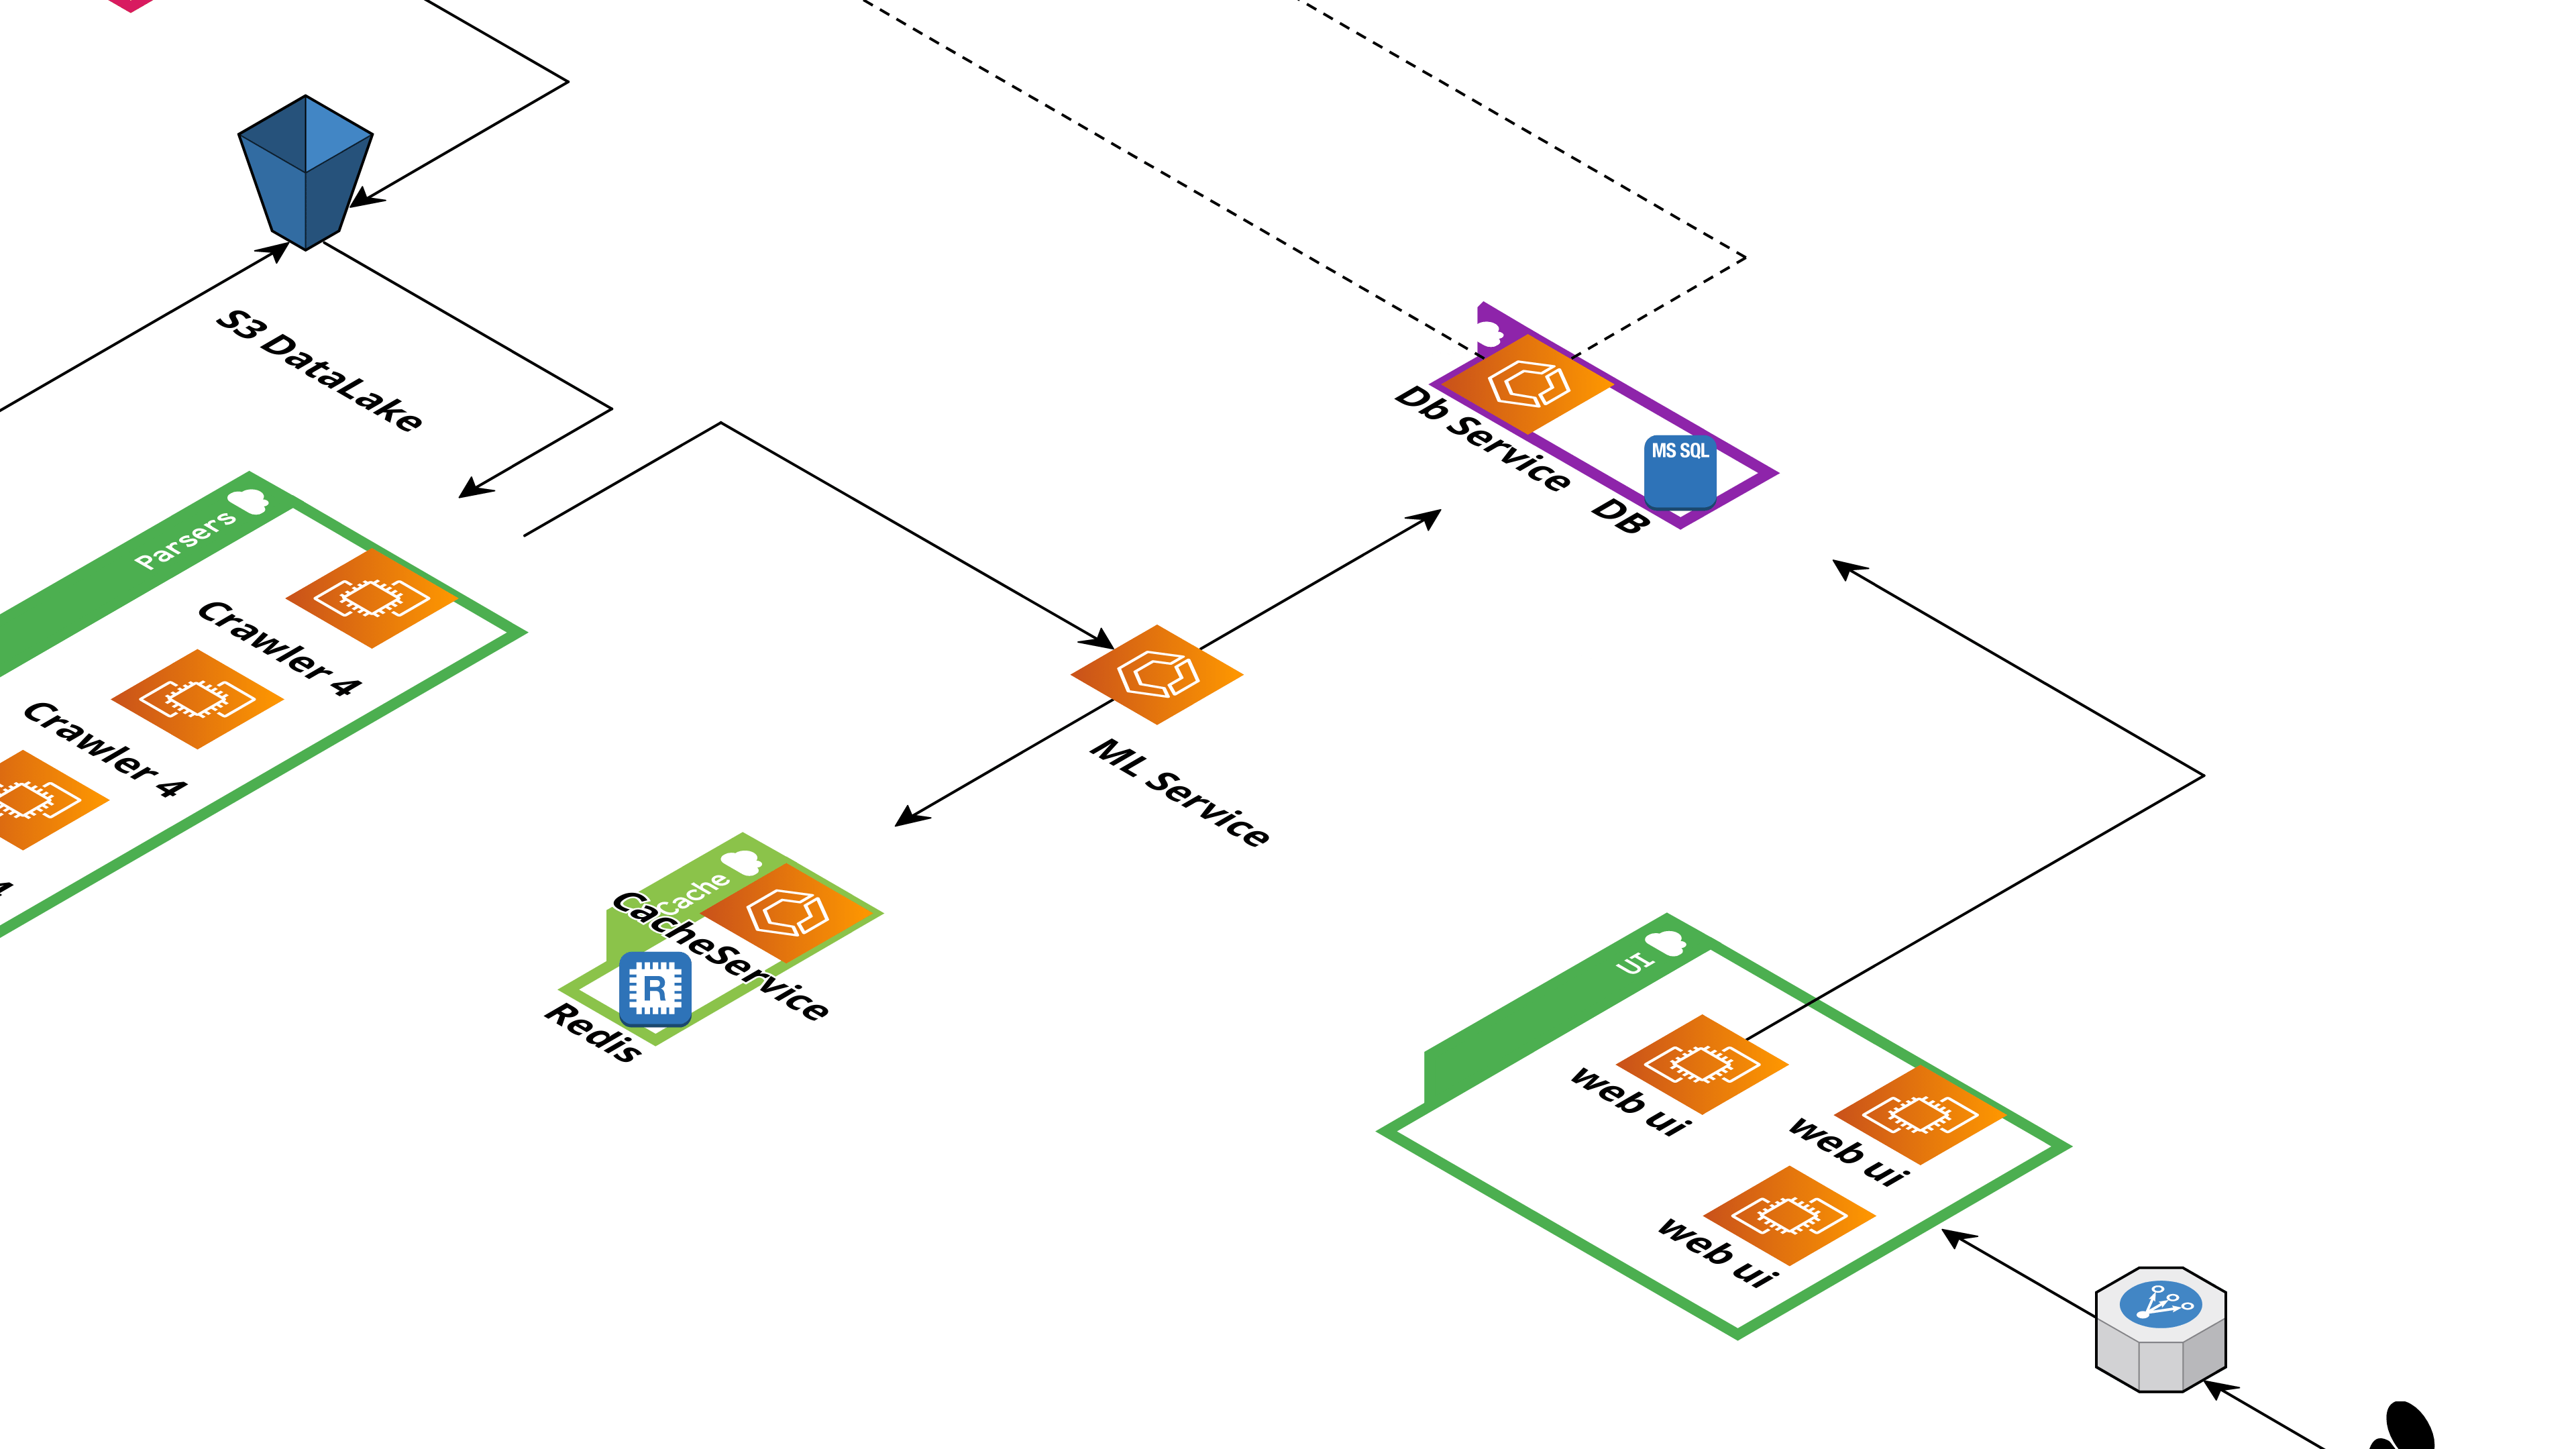 S3 DataLake
Parsers
Crawler 4
Crawler 4
4
Db Service
MS SQL
DB
ML Service
Cache
CacheService
R
Redis
UI
web ui
web ui
web ui